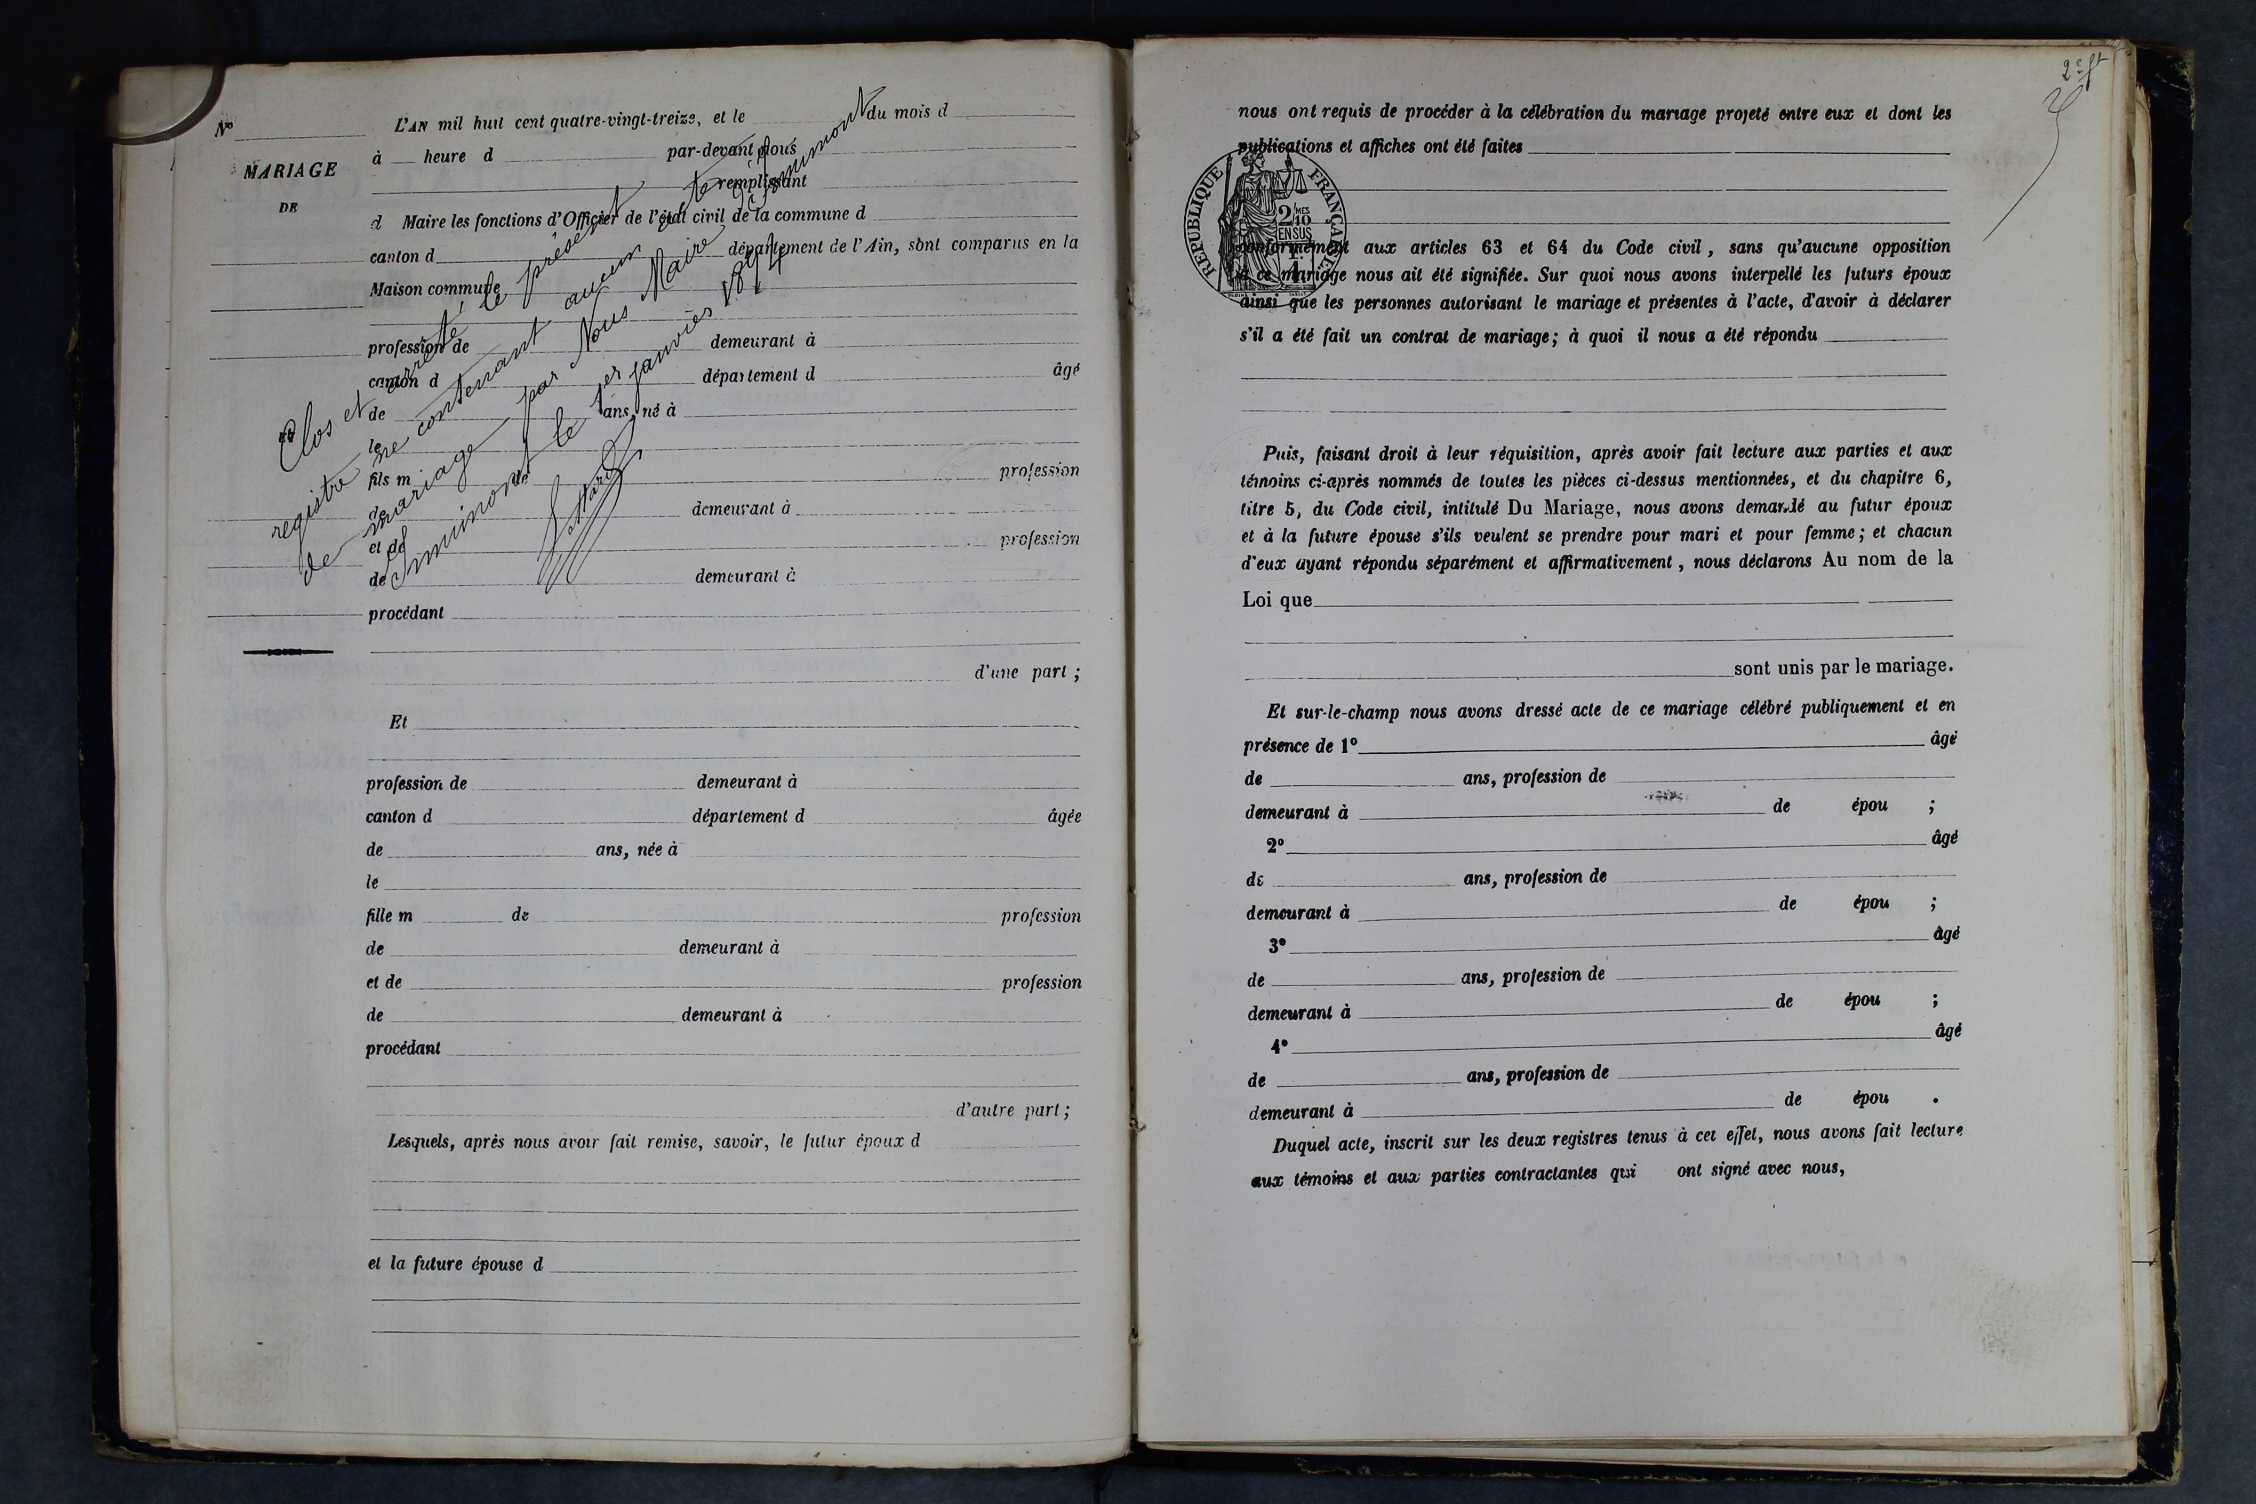 No
MARIAGE
DE
L'AN mil huit cent quatre-vingt-treize, et le du mois d
à heure d par-devant nous
remplissant
d Maire les fonctions d'Officier de l'état civil de la commune d
canton d département de l'Ain, sont comparus en la
Maison commune
profession de demeurant à
canton d département d âgé
de ans, né à
le
fils m de profession
de demeurant à
et de profession
de demeurant à
procédant
d'une part ;
Et
profession de demeurant à
canton d département d âgée
de ans, née à
le
fille m de profession
de demeurant à
et de profession
de demeurant à
procédant
d'autre part ;
Lesquels, après nous avoir fait remise, savoir, le futur époux d
et la future épouse d
Clos et arrêté le présent
registre ne contenant aucun acte
de mariage par Nous Maire de
Simminont le 1er janvier 1894
2e ft
nous ont requis de procéder à la célébration du mariage projeté entre eux et dont les
publications et affiches ont été faites
RÉPUBLIQUE FRANÇAISE
2/MES
10
EN SUS
conformément aux articles 63 et 64 du Code civil, sans qu'aucune opposition
à ce mariage nous ait été signifiée. Sur quoi nous avons interpellé les futurs époux
ainsi que les personnes autorisant le mariage et présentes à l'acte, d'avoir à déclarer
s'il a été fait un contrat de mariage; à quoi il nous a été répondu
Puis, faisant droit à leur réquisition, après avoir fait lecture aux parties et aux
témoins ci-après nommés de toutes les pièces ci-dessus mentionnées, et du chapitre 6,
titre 5, du Code civil, intitulé Du Mariage, nous avons demandé au futur époux
et à la future épouse s'ils veulent se prendre pour mari et pour femme; et chacun
d'eux ayant répondu séparément et affirmativement, nous déclarons Au nom de la
Loi que
sont unis par le mariage.
Et sur-le-champ nous avons dressé acte de ce mariage célébré publiquement et en
présence de 1º âgé
de ans, profession de
demeurant à de épou ;
2º âgé
de ans, profession de
demeurant à de épou ;
3º âgé
de ans, profession de
demeurant à de épou ;
4º âgé
de ans, profession de
demeurant à de épou .
Duquel acte, inscrit sur les deux registres tenus à cet effet, nous avons fait lecture
aux témoins et aux parties contractantes qui ont signé avec nous,